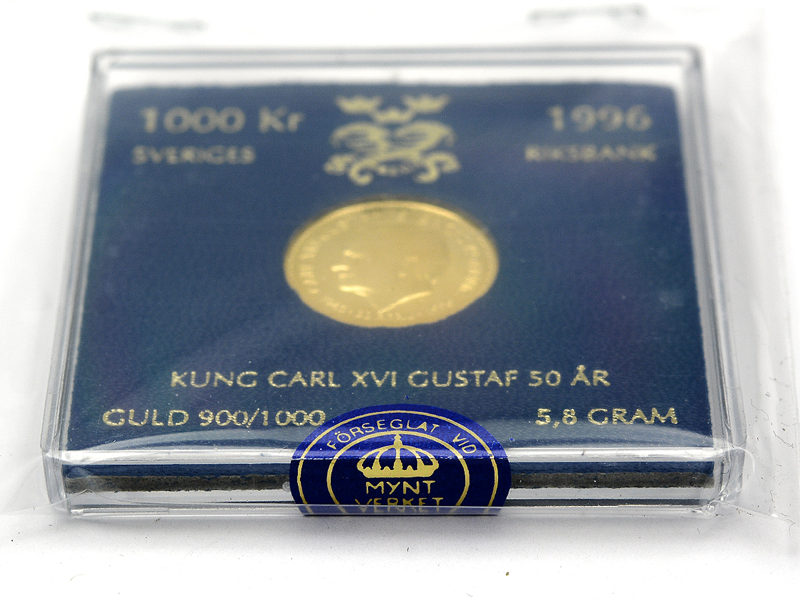 1000 Kr
1996
SVERIGES
RIKSBANK
KUNG CARL XVI GUSTAF 50 ÅR
GULD 900/1000
5,8 GRAM
FÖRSEGLAT VID
MYNT
VERKET